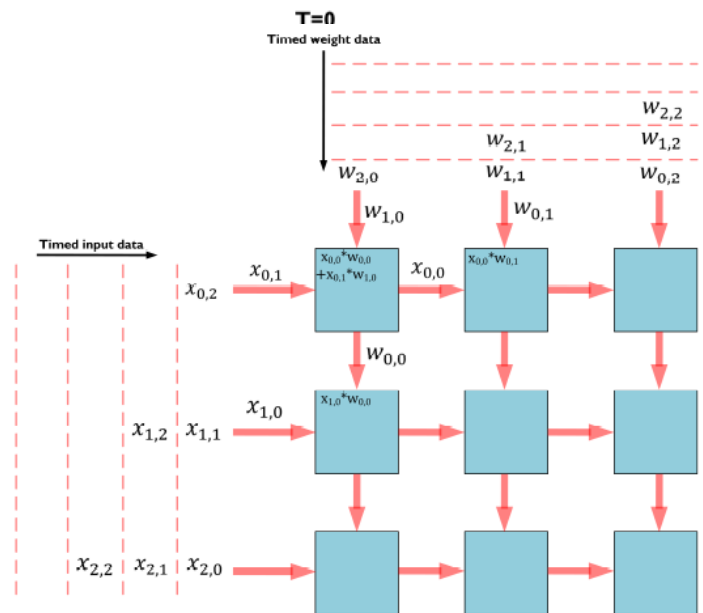 T=0
Timed weight data
w2,2
w2,1 w1,2
w2,0 w1,1 w0,2
w1,0 w0,1
Timed input data
x0,0*w0,0 x0,0*w0,1
x0,2 x0,1 +x0,1*w1,0 x0,0
w0,0
x1,0 x1,0*w0,0
x1,2 x1,1
x2,2 x2,1 x2,0